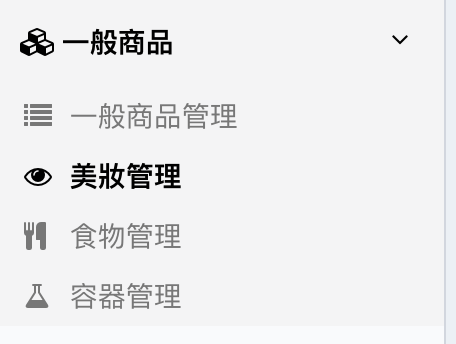 一般商品
一般商品管理
美妝管理
食物管理
容器管理